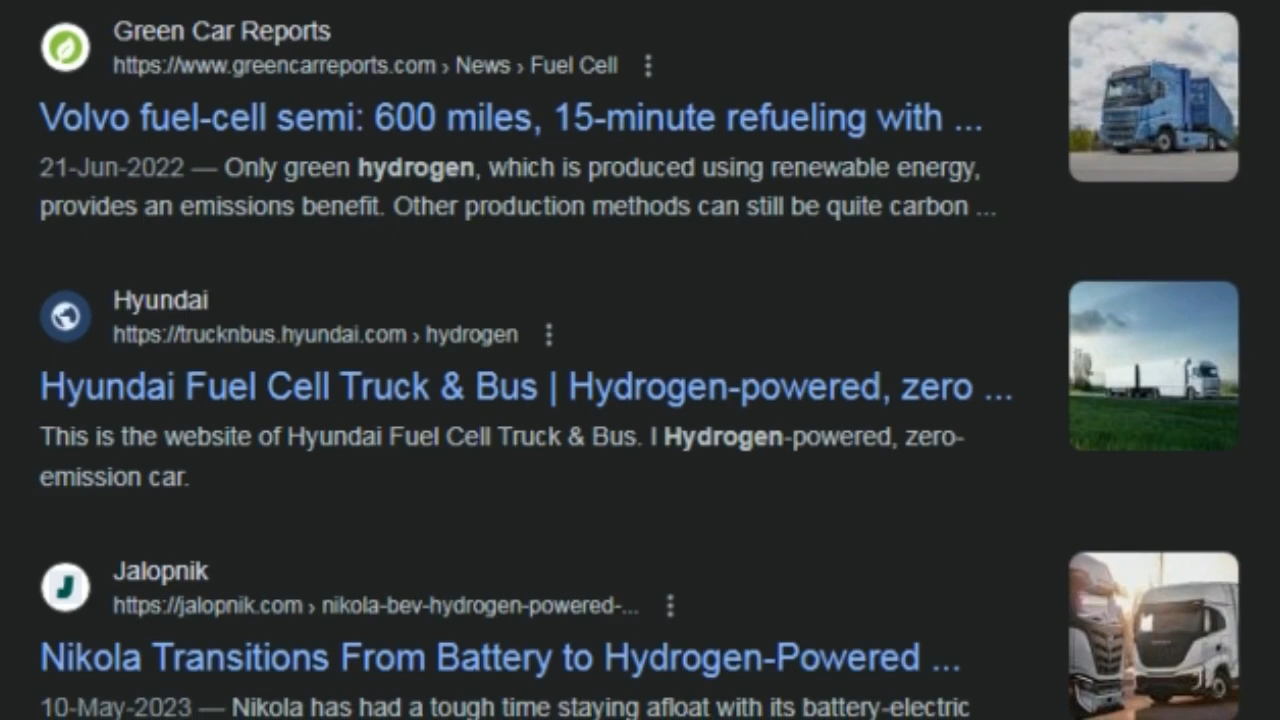 Green Car Reports
https://www.greencarreports.com › News › Fuel Cell
Volvo fuel-cell semi: 600 miles, 15-minute refueling with ...
21-Jun-2022 — Only green hydrogen, which is produced using renewable energy,
provides an emissions benefit. Other production methods can still be quite carbon ...
Hyundai
https://trucknbus.hyundai.com › hydrogen
Hyundai Fuel Cell Truck & Bus | Hydrogen-powered, zero ...
This is the website of Hyundai Fuel Cell Truck & Bus. l Hydrogen-powered, zero-
emission car.
Jalopnik
https://jalopnik.com › nikola-bev-hydrogen-powered-...
Nikola Transitions From Battery to Hydrogen-Powered ...
10-May-2023 — Nikola has had a tough time staying afloat with its battery-electric